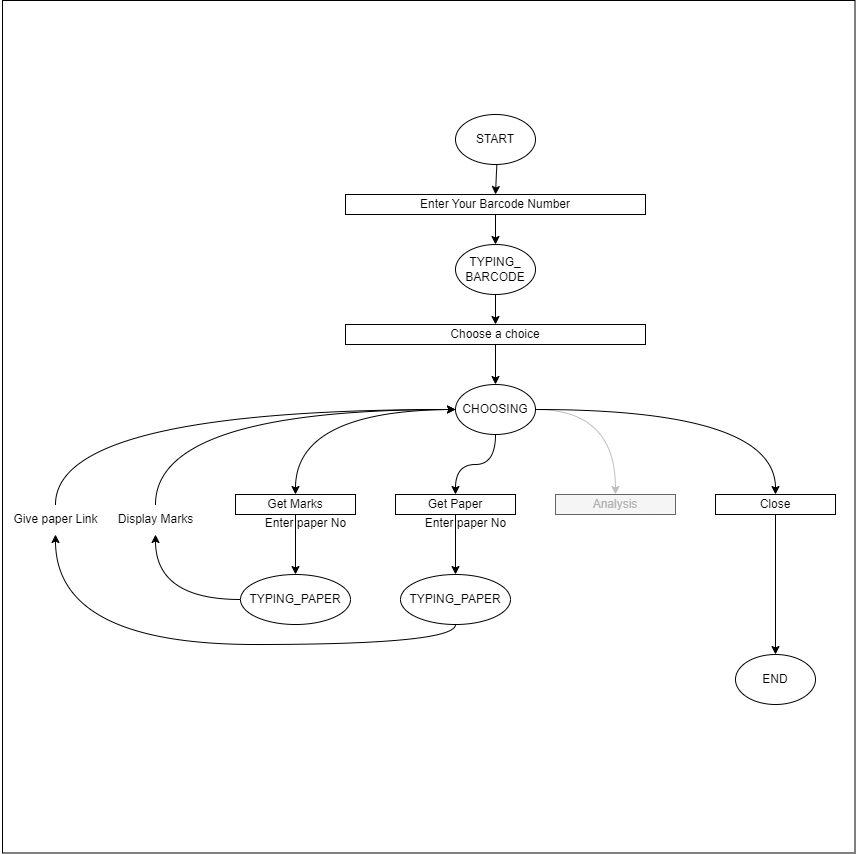 START
Enter Your Barcode Number
TYPING_
BARCODE
Choose a choice
CHOOSING
Get Marks
Get Paper
Analysis
Close
Give paper Link
Display Marks
Enter paper No
Enter paper No
TYPING_PAPER
TYPING_PAPER
END